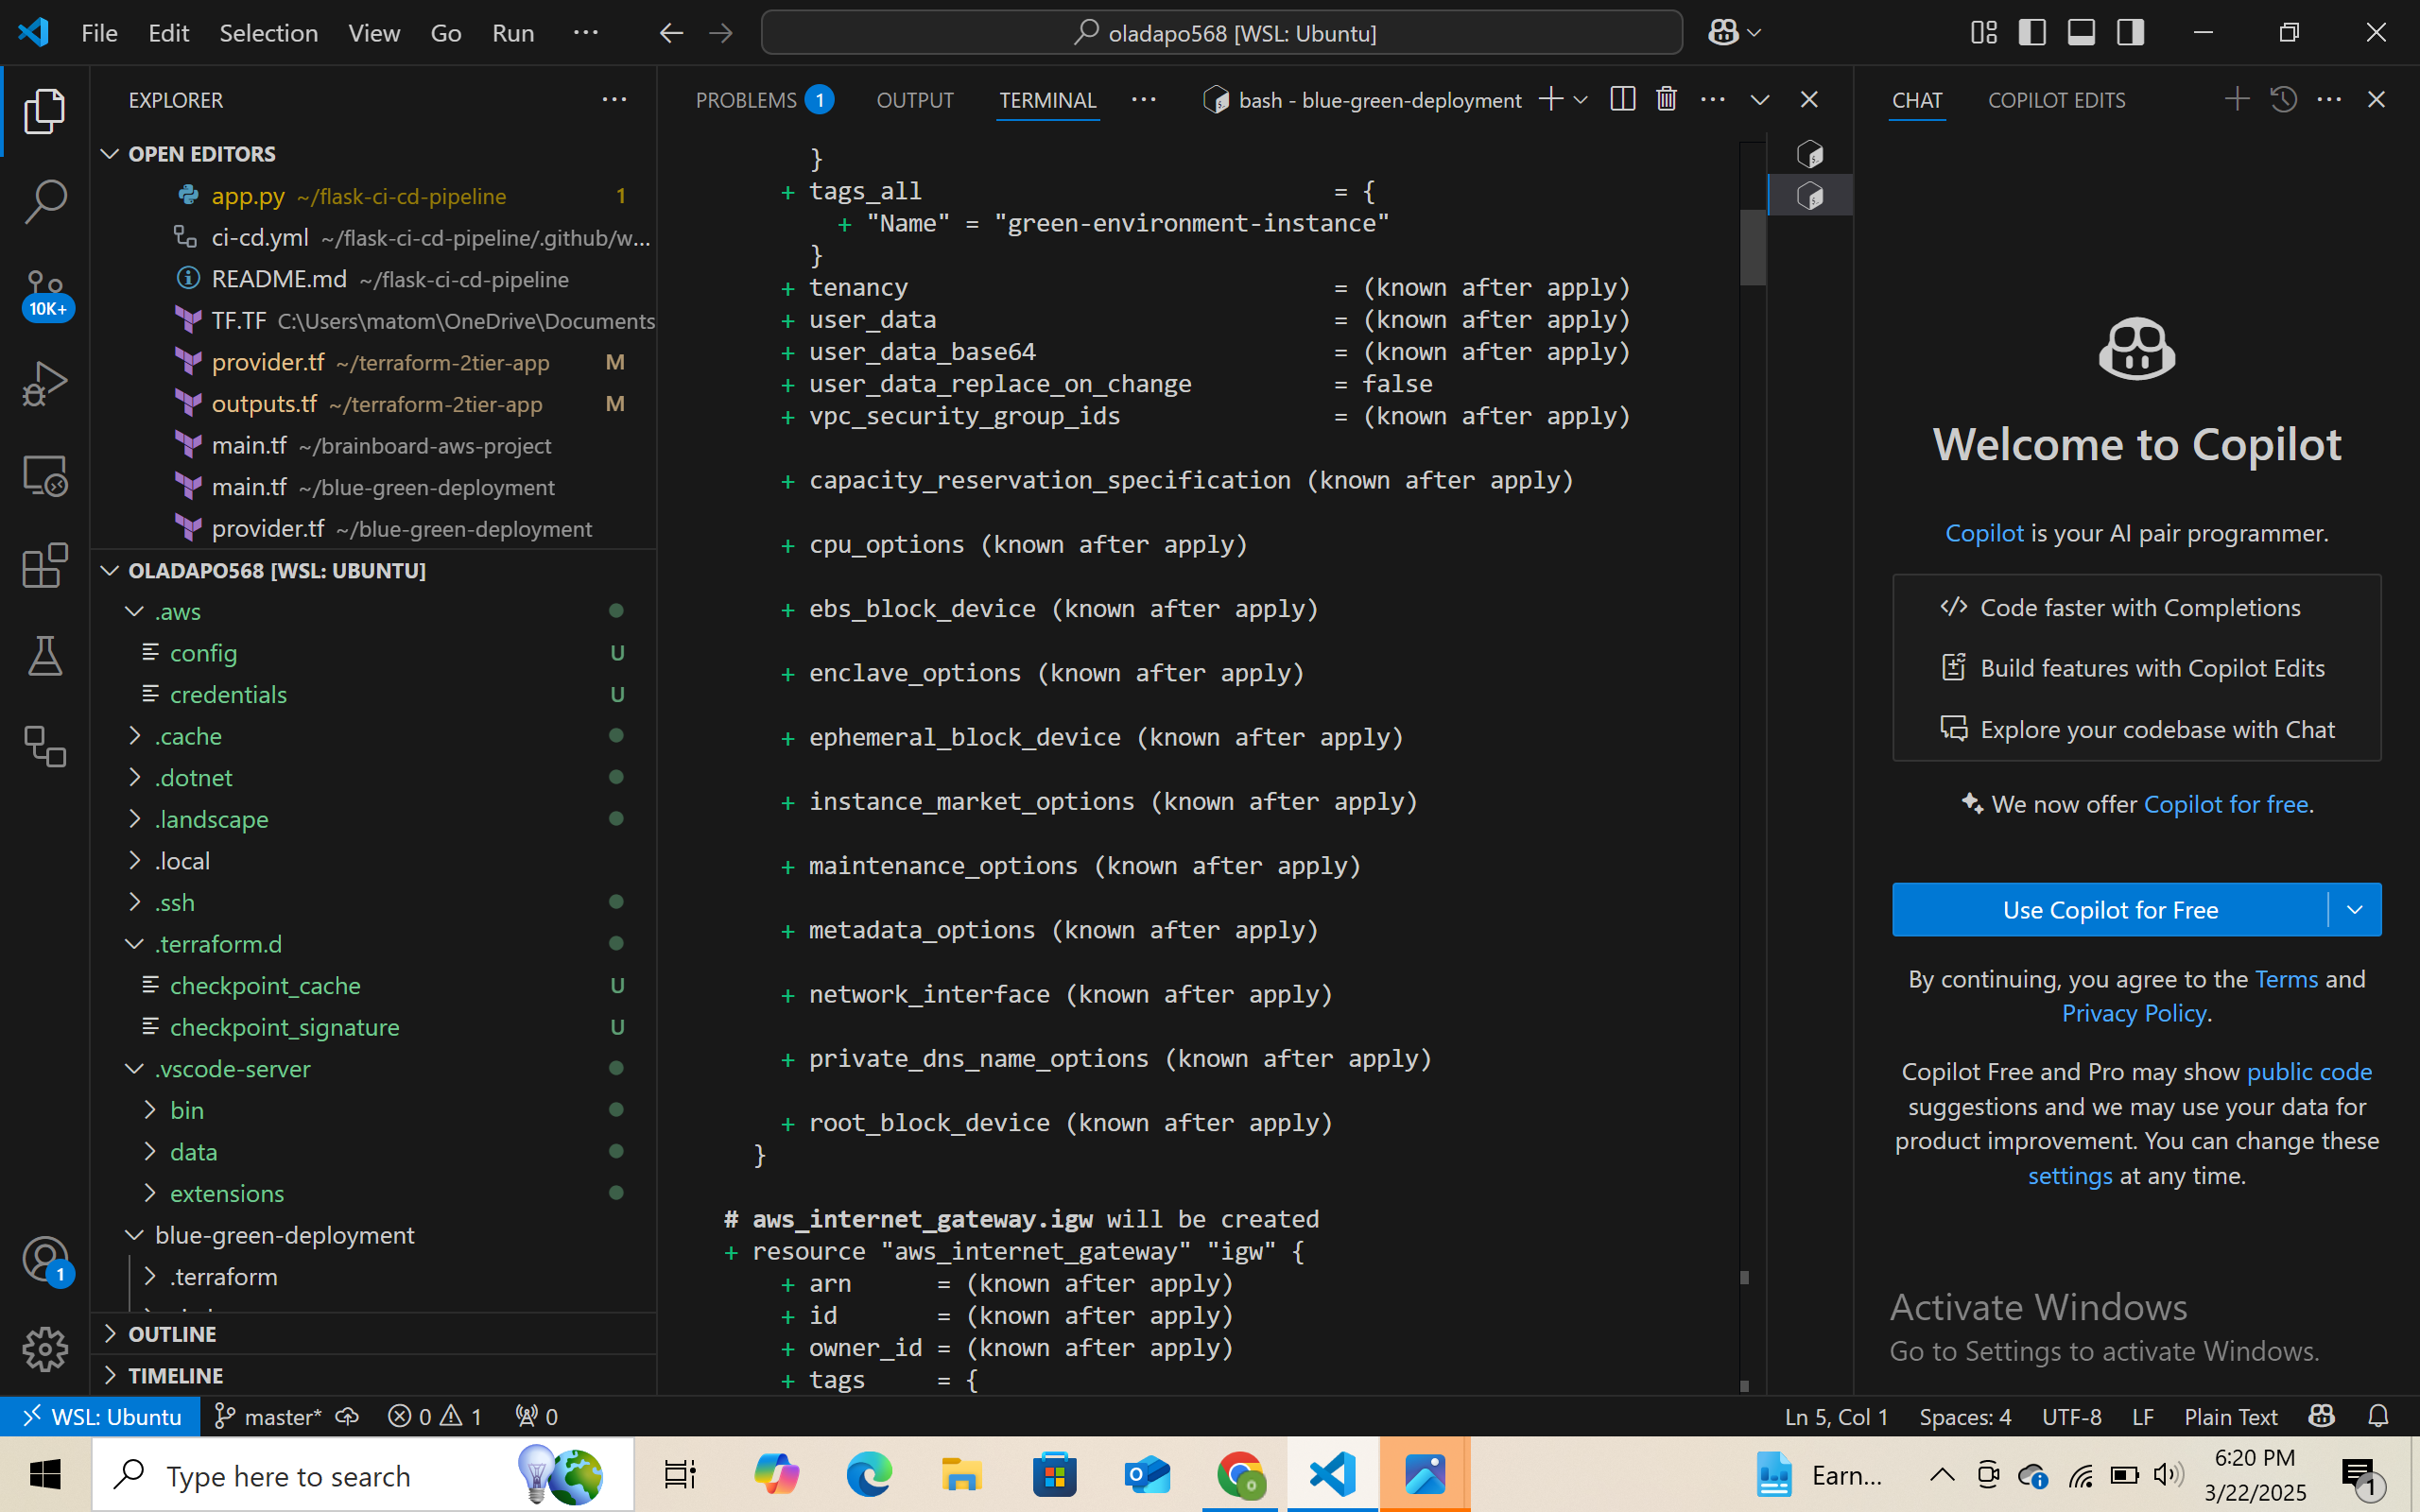 File Edit Selection View Go Run ···
oladapo568 [WSL: Ubuntu]
EXPLORER ···
OPEN EDITORS
app.py ~/flask-ci-cd-pipeline 1
ci-cd.yml ~/flask-ci-cd-pipeline/.github/w...
README.md ~/flask-ci-cd-pipeline
TF.TF C:\Users\matom\OneDrive\Documents
provider.tf ~/terraform-2tier-app M
outputs.tf ~/terraform-2tier-app M
main.tf ~/brainboard-aws-project
main.tf ~/blue-green-deployment
provider.tf ~/blue-green-deployment
OLADAPO568 [WSL: UBUNTU]
.aws
config U
credentials U
.cache
.dotnet
.landscape
.local
.ssh
.terraform.d
checkpoint_cache U
checkpoint_signature U
.vscode-server
bin
data
extensions
blue-green-deployment
.terraform
OUTLINE
TIMELINE
10K+
1
PROBLEMS 1 OUTPUT TERMINAL ··· bash - blue-green-deployment
}
+ tags_all = {
+ "Name" = "green-environment-instance"
}
+ tenancy = (known after apply)
+ user_data = (known after apply)
+ user_data_base64 = (known after apply)
+ user_data_replace_on_change = false
+ vpc_security_group_ids = (known after apply)
+ capacity_reservation_specification (known after apply)
+ cpu_options (known after apply)
+ ebs_block_device (known after apply)
+ enclave_options (known after apply)
+ ephemeral_block_device (known after apply)
+ instance_market_options (known after apply)
+ maintenance_options (known after apply)
+ metadata_options (known after apply)
+ network_interface (known after apply)
+ private_dns_name_options (known after apply)
+ root_block_device (known after apply)
}
# aws_internet_gateway.igw will be created
+ resource "aws_internet_gateway" "igw" {
+ arn = (known after apply)
+ id = (known after apply)
+ owner_id = (known after apply)
+ tags = {
CHAT COPILOT EDITS
Welcome to Copilot
Copilot is your AI pair programmer.
Code faster with Completions
Build features with Copilot Edits
Explore your codebase with Chat
We now offer Copilot for free.
Use Copilot for Free
By continuing, you agree to the Terms and
Privacy Policy.
Copilot Free and Pro may show public code
suggestions and we may use your data for
product improvement. You can change these
settings at any time.
Activate Windows
Go to Settings to activate Windows.
WSL: Ubuntu master* 0 1 0 Ln 5, Col 1 Spaces: 4 UTF-8 LF Plain Text
Type here to search
Earn...
6:20 PM
3/22/2025
1